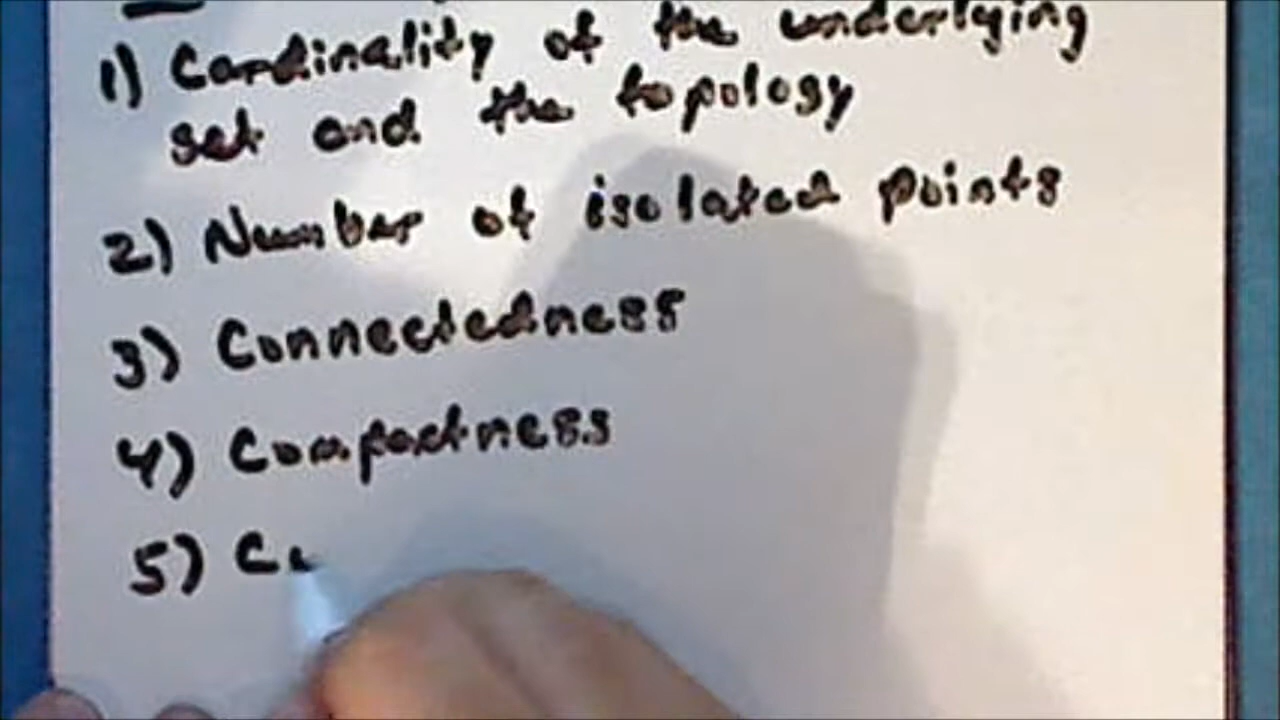 1) Cardinality of the underlying
set and the topology
2) Number of isolated points
3) Connectedness
4) Compactness
5) C